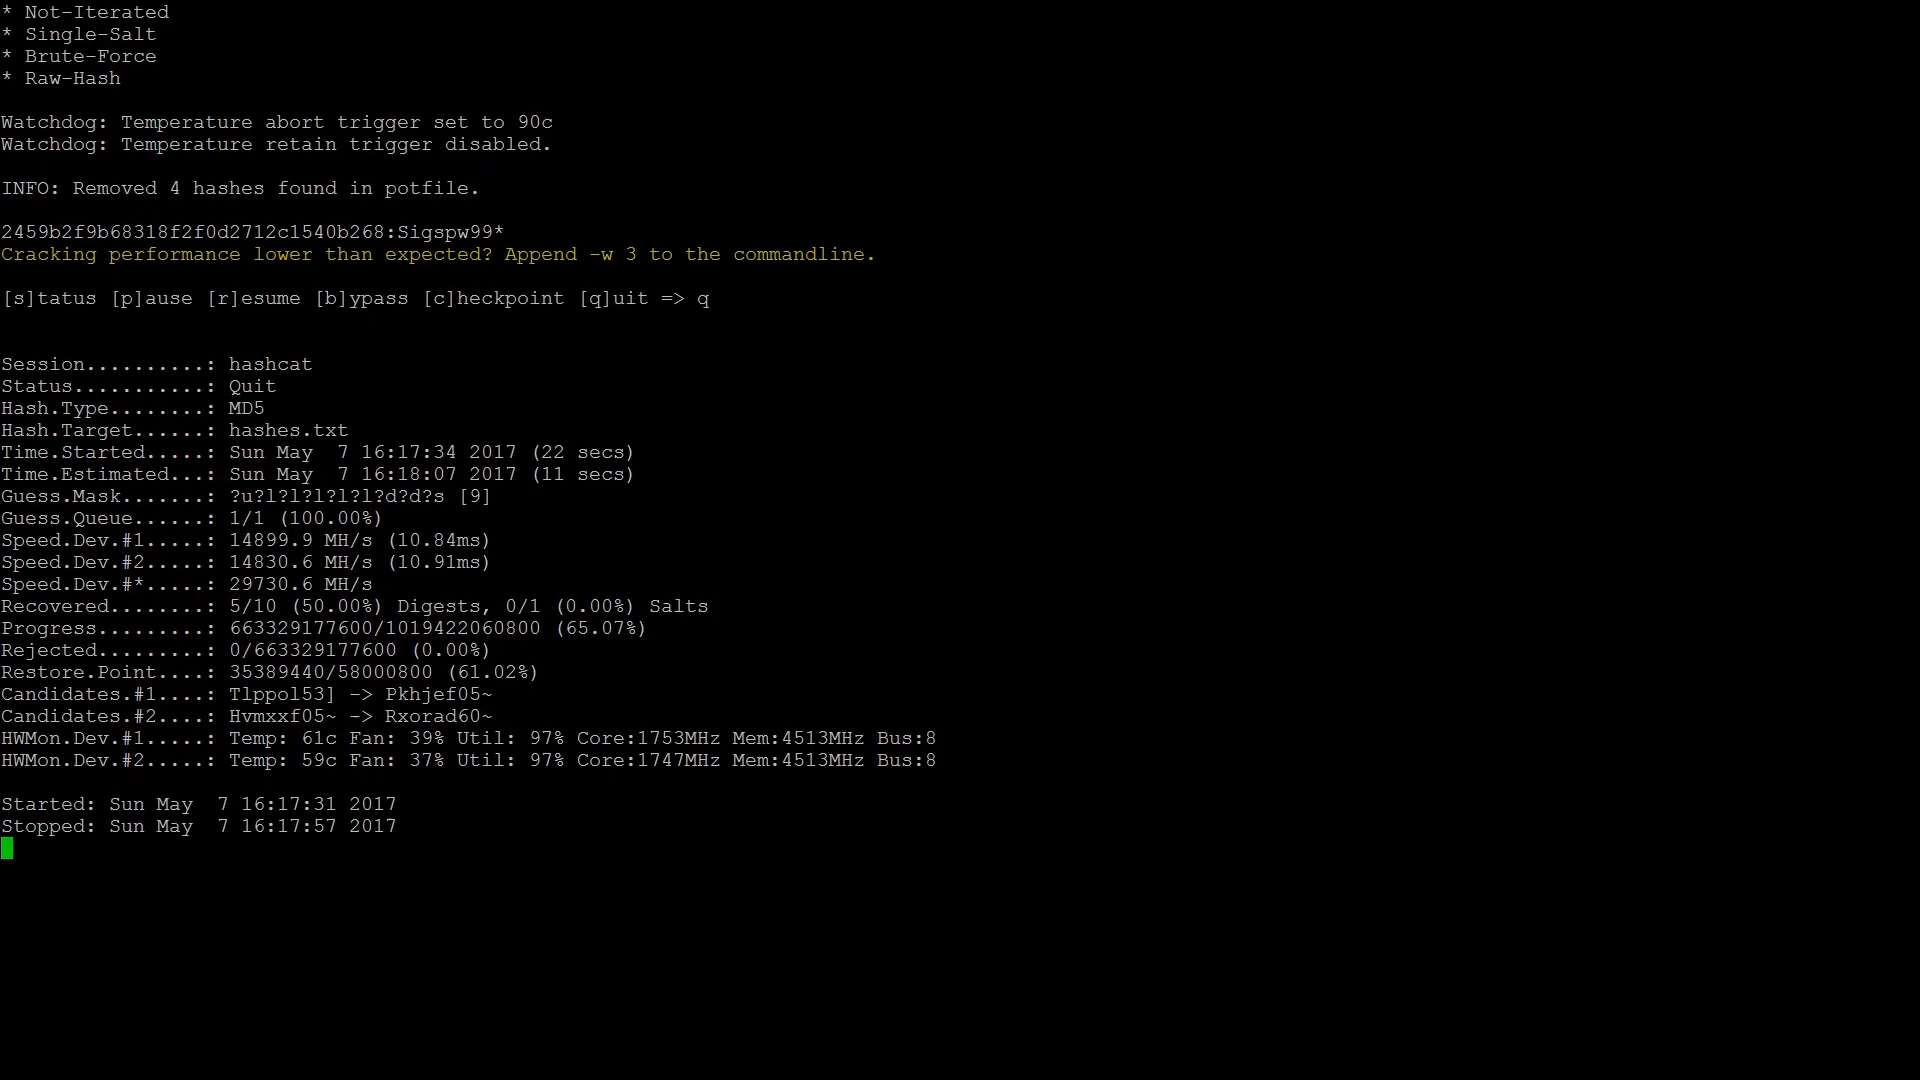 * Not-Iterated
* Single-Salt
* Brute-Force
* Raw-Hash
Watchdog: Temperature abort trigger set to 90c
Watchdog: Temperature retain trigger disabled.
INFO: Removed 4 hashes found in potfile.
2459b2f9b68318f2f0d2712c1540b268:Sigspw99*
Cracking performance lower than expected? Append -w 3 to the commandline.
[s]tatus [p]ause [r]esume [b]ypass [c]heckpoint [q]uit => q
Session..........: hashcat
Status...........: Quit
Hash.Type........: MD5
Hash.Target......: hashes.txt
Time.Started.....: Sun May  7 16:17:34 2017 (22 secs)
Time.Estimated...: Sun May  7 16:18:07 2017 (11 secs)
Guess.Mask.......: ?u?l?l?l?l?l?d?d?s [9]
Guess.Queue......: 1/1 (100.00%)
Speed.Dev.#1.....: 14899.9 MH/s (10.84ms)
Speed.Dev.#2.....: 14830.6 MH/s (10.91ms)
Speed.Dev.#*.....: 29730.6 MH/s
Recovered........: 5/10 (50.00%) Digests, 0/1 (0.00%) Salts
Progress.........: 663329177600/1019422060800 (65.07%)
Rejected.........: 0/663329177600 (0.00%)
Restore.Point....: 35389440/58000800 (61.02%)
Candidates.#1....: Tlppol53] -> Pkhjef05~
Candidates.#2....: Hvmxxf05~ -> Rxorad60~
HWMon.Dev.#1.....: Temp: 61c Fan: 39% Util: 97% Core:1753MHz Mem:4513MHz Bus:8
HWMon.Dev.#2.....: Temp: 59c Fan: 37% Util: 97% Core:1747MHz Mem:4513MHz Bus:8
Started: Sun May  7 16:17:31 2017
Stopped: Sun May  7 16:17:57 2017